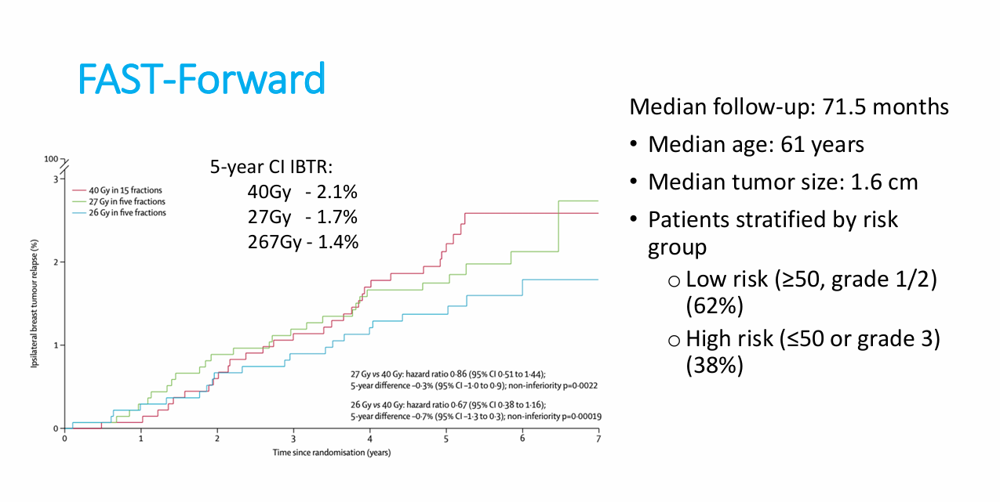 FAST-Forward
5-year CI IBTR:
40Gy - 2.1%
27Gy - 1.7%
267Gy - 1.4%
100
3
2
1
0
Ipsilateral breast tumour relapse (%)
40 Gy in 15 fractions
27 Gy in five fractions
26 Gy in five fractions
27 Gy vs 40 Gy: hazard ratio 0·86 (95% CI 0·51 to 1·44);
5-year difference –0·3% (95% CI –1·0 to 0·9); non-inferiority p=0·0022
26 Gy vs 40 Gy: hazard ratio 0·67 (95% CI 0·38 to 1·16);
5-year difference –0·7% (95% CI –1·3 to 0·3); non-inferiority p=0·00019
0 1 2 3 4 5 6 7
Time since randomisation (years)
Median follow-up: 71.5 months
• Median age: 61 years
• Median tumor size: 1.6 cm
• Patients stratified by risk
group
o Low risk (≥50, grade 1/2)
(62%)
o High risk (≤50 or grade 3)
(38%)